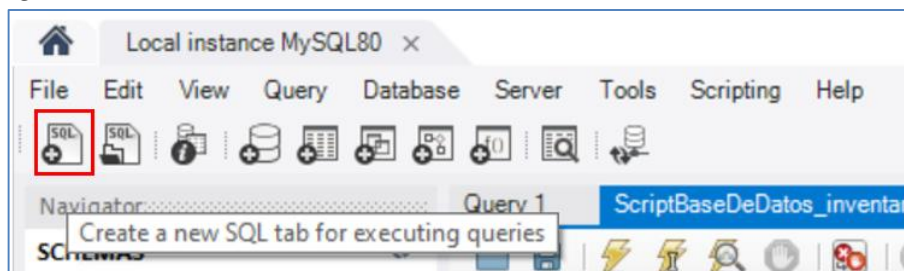 Local instance MySQL80
File Edit View Query Database Server Tools Scripting Help
SQL SQL
Navigator
Query 1
ScriptBaseDeDatos_inventar
Create a new SQL tab for executing queries
SCHEMAS